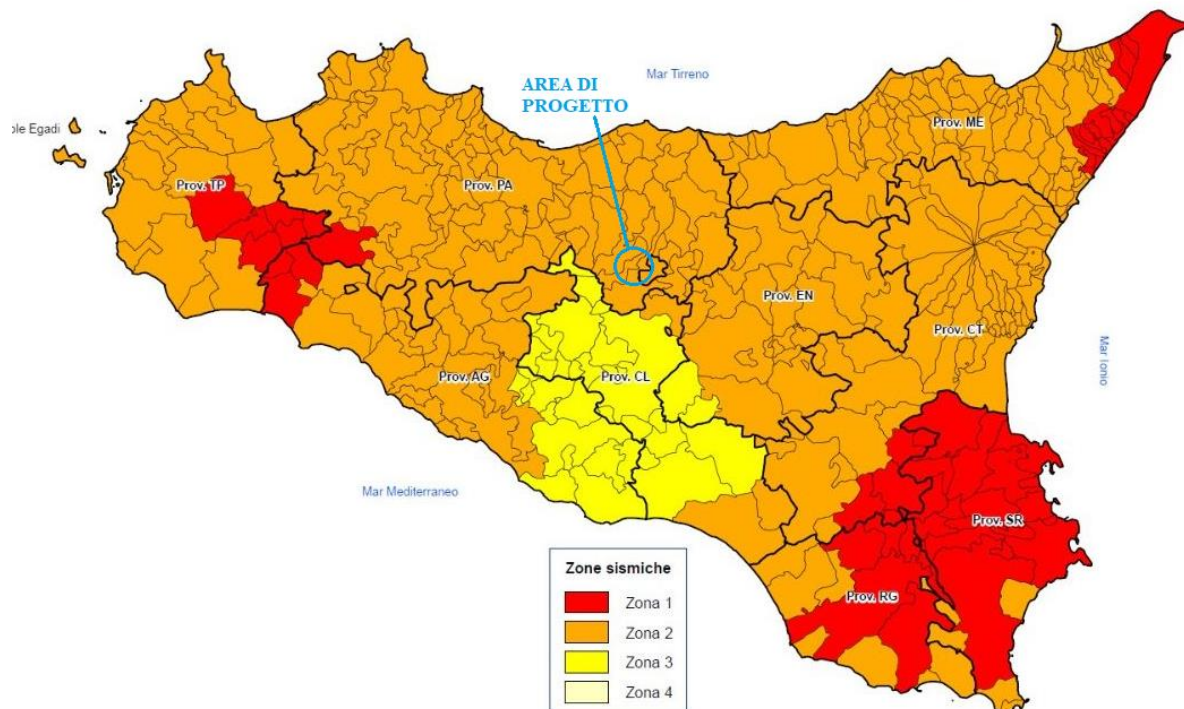 AREA DI
PROGETTO
Mar Tirreno
ole Egadi
Prov. ME
Prov. TP
Prov. PA
Prov. EN
Prov. CT
Mar Ionio
Prov. AG
Prov. CL
Mar Mediterraneo
Prov. SR
Prov. RG
Zone sismiche
Zona 1
Zona 2
Zona 3
Zona 4